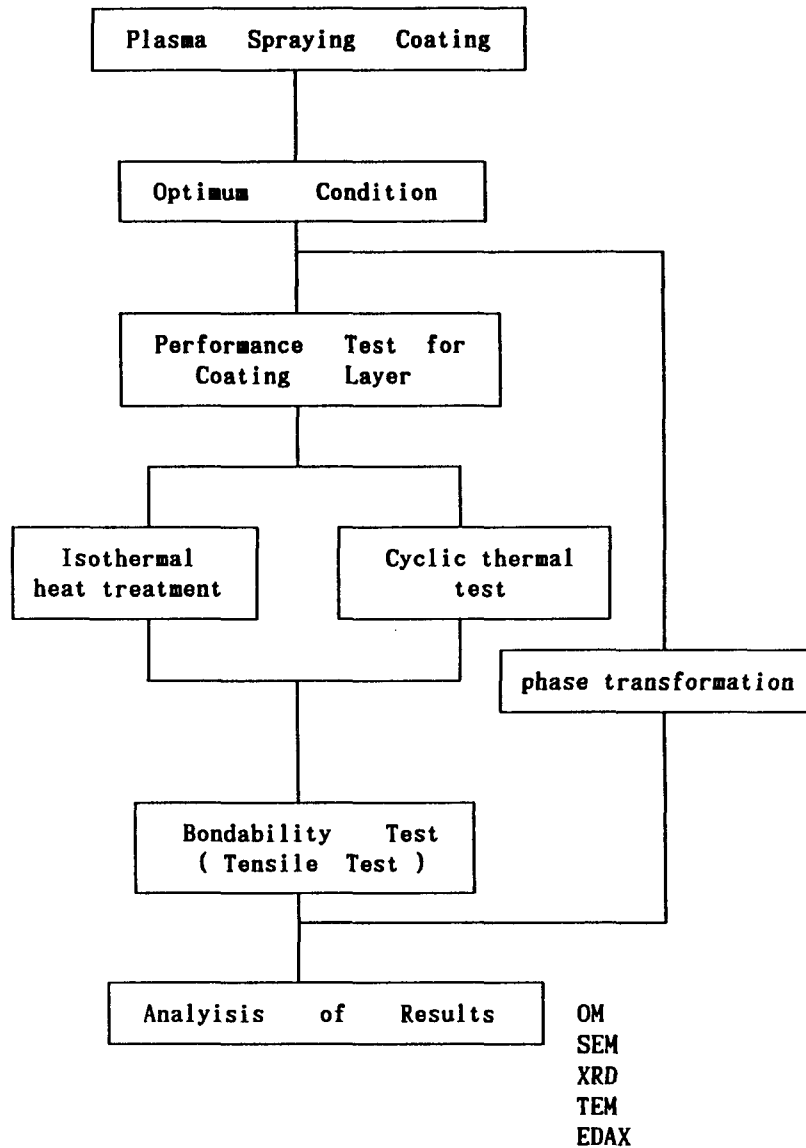 Plasma Spraying Coating
Optimum Condition
Performance Test for
Coating Layer
Isothermal
heat treatment
Cyclic thermal
test
phase transformation
Bondability Test
( Tensile Test )
Analyisis of Results
OM
SEM
XRD
TEM
EDAX